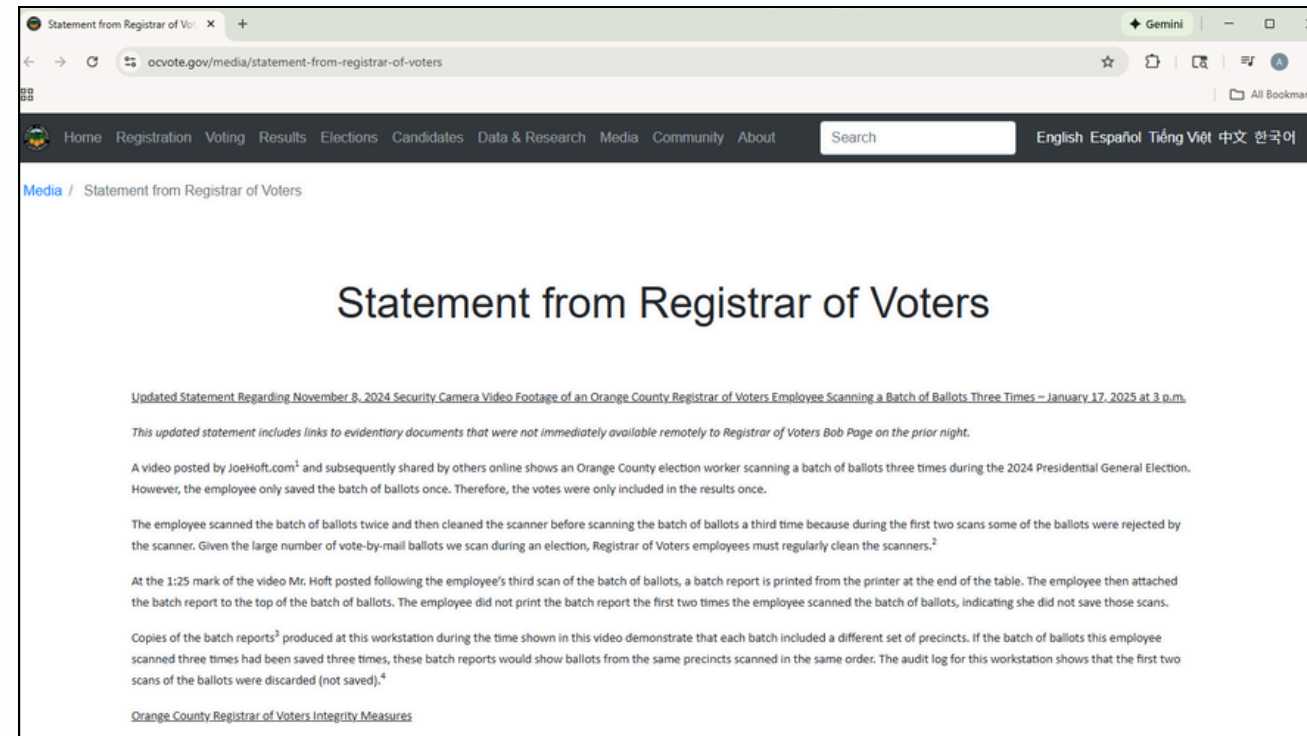 Statement from Registrar of Vot
Gemini
ocvote.gov/media/statement-from-registrar-of-voters
A
All Bookmar
Home Registration Voting Results Elections Candidates Data & Research Media Community About Search English Español Tiếng Việt 中文 한국어
Media / Statement from Registrar of Voters
Statement from Registrar of Voters
Updated Statement Regarding November 8, 2024 Security Camera Video Footage of an Orange County Registrar of Voters Employee Scanning a Batch of Ballots Three Times – January 17, 2025 at 3 p.m.
This updated statement includes links to evidentiary documents that were not immediately available remotely to Registrar of Voters Bob Page on the prior night.
A video posted by JoeHoft.com1 and subsequently shared by others online shows an Orange County election worker scanning a batch of ballots three times during the 2024 Presidential General Election.
However, the employee only saved the batch of ballots once. Therefore, the votes were only included in the results once.
The employee scanned the batch of ballots twice and then cleaned the scanner before scanning the batch of ballots a third time because during the first two scans some of the ballots were rejected by
the scanner. Given the large number of vote-by-mail ballots we scan during an election, Registrar of Voters employees must regularly clean the scanners.2
At the 1:25 mark of the video Mr. Hoft posted following the employee's third scan of the batch of ballots, a batch report is printed from the printer at the end of the table. The employee then attached
the batch report to the top of the batch of ballots. The employee did not print the batch report the first two times the employee scanned the batch of ballots, indicating she did not save those scans.
Copies of the batch reports3 produced at this workstation during the time shown in this video demonstrate that each batch included a different set of precincts. If the batch of ballots this employee
scanned three times had been saved three times, these batch reports would show ballots from the same precincts scanned in the same order. The audit log for this workstation shows that the first two
scans of the ballots were discarded (not saved).4
Orange County Registrar of Voters Integrity Measures